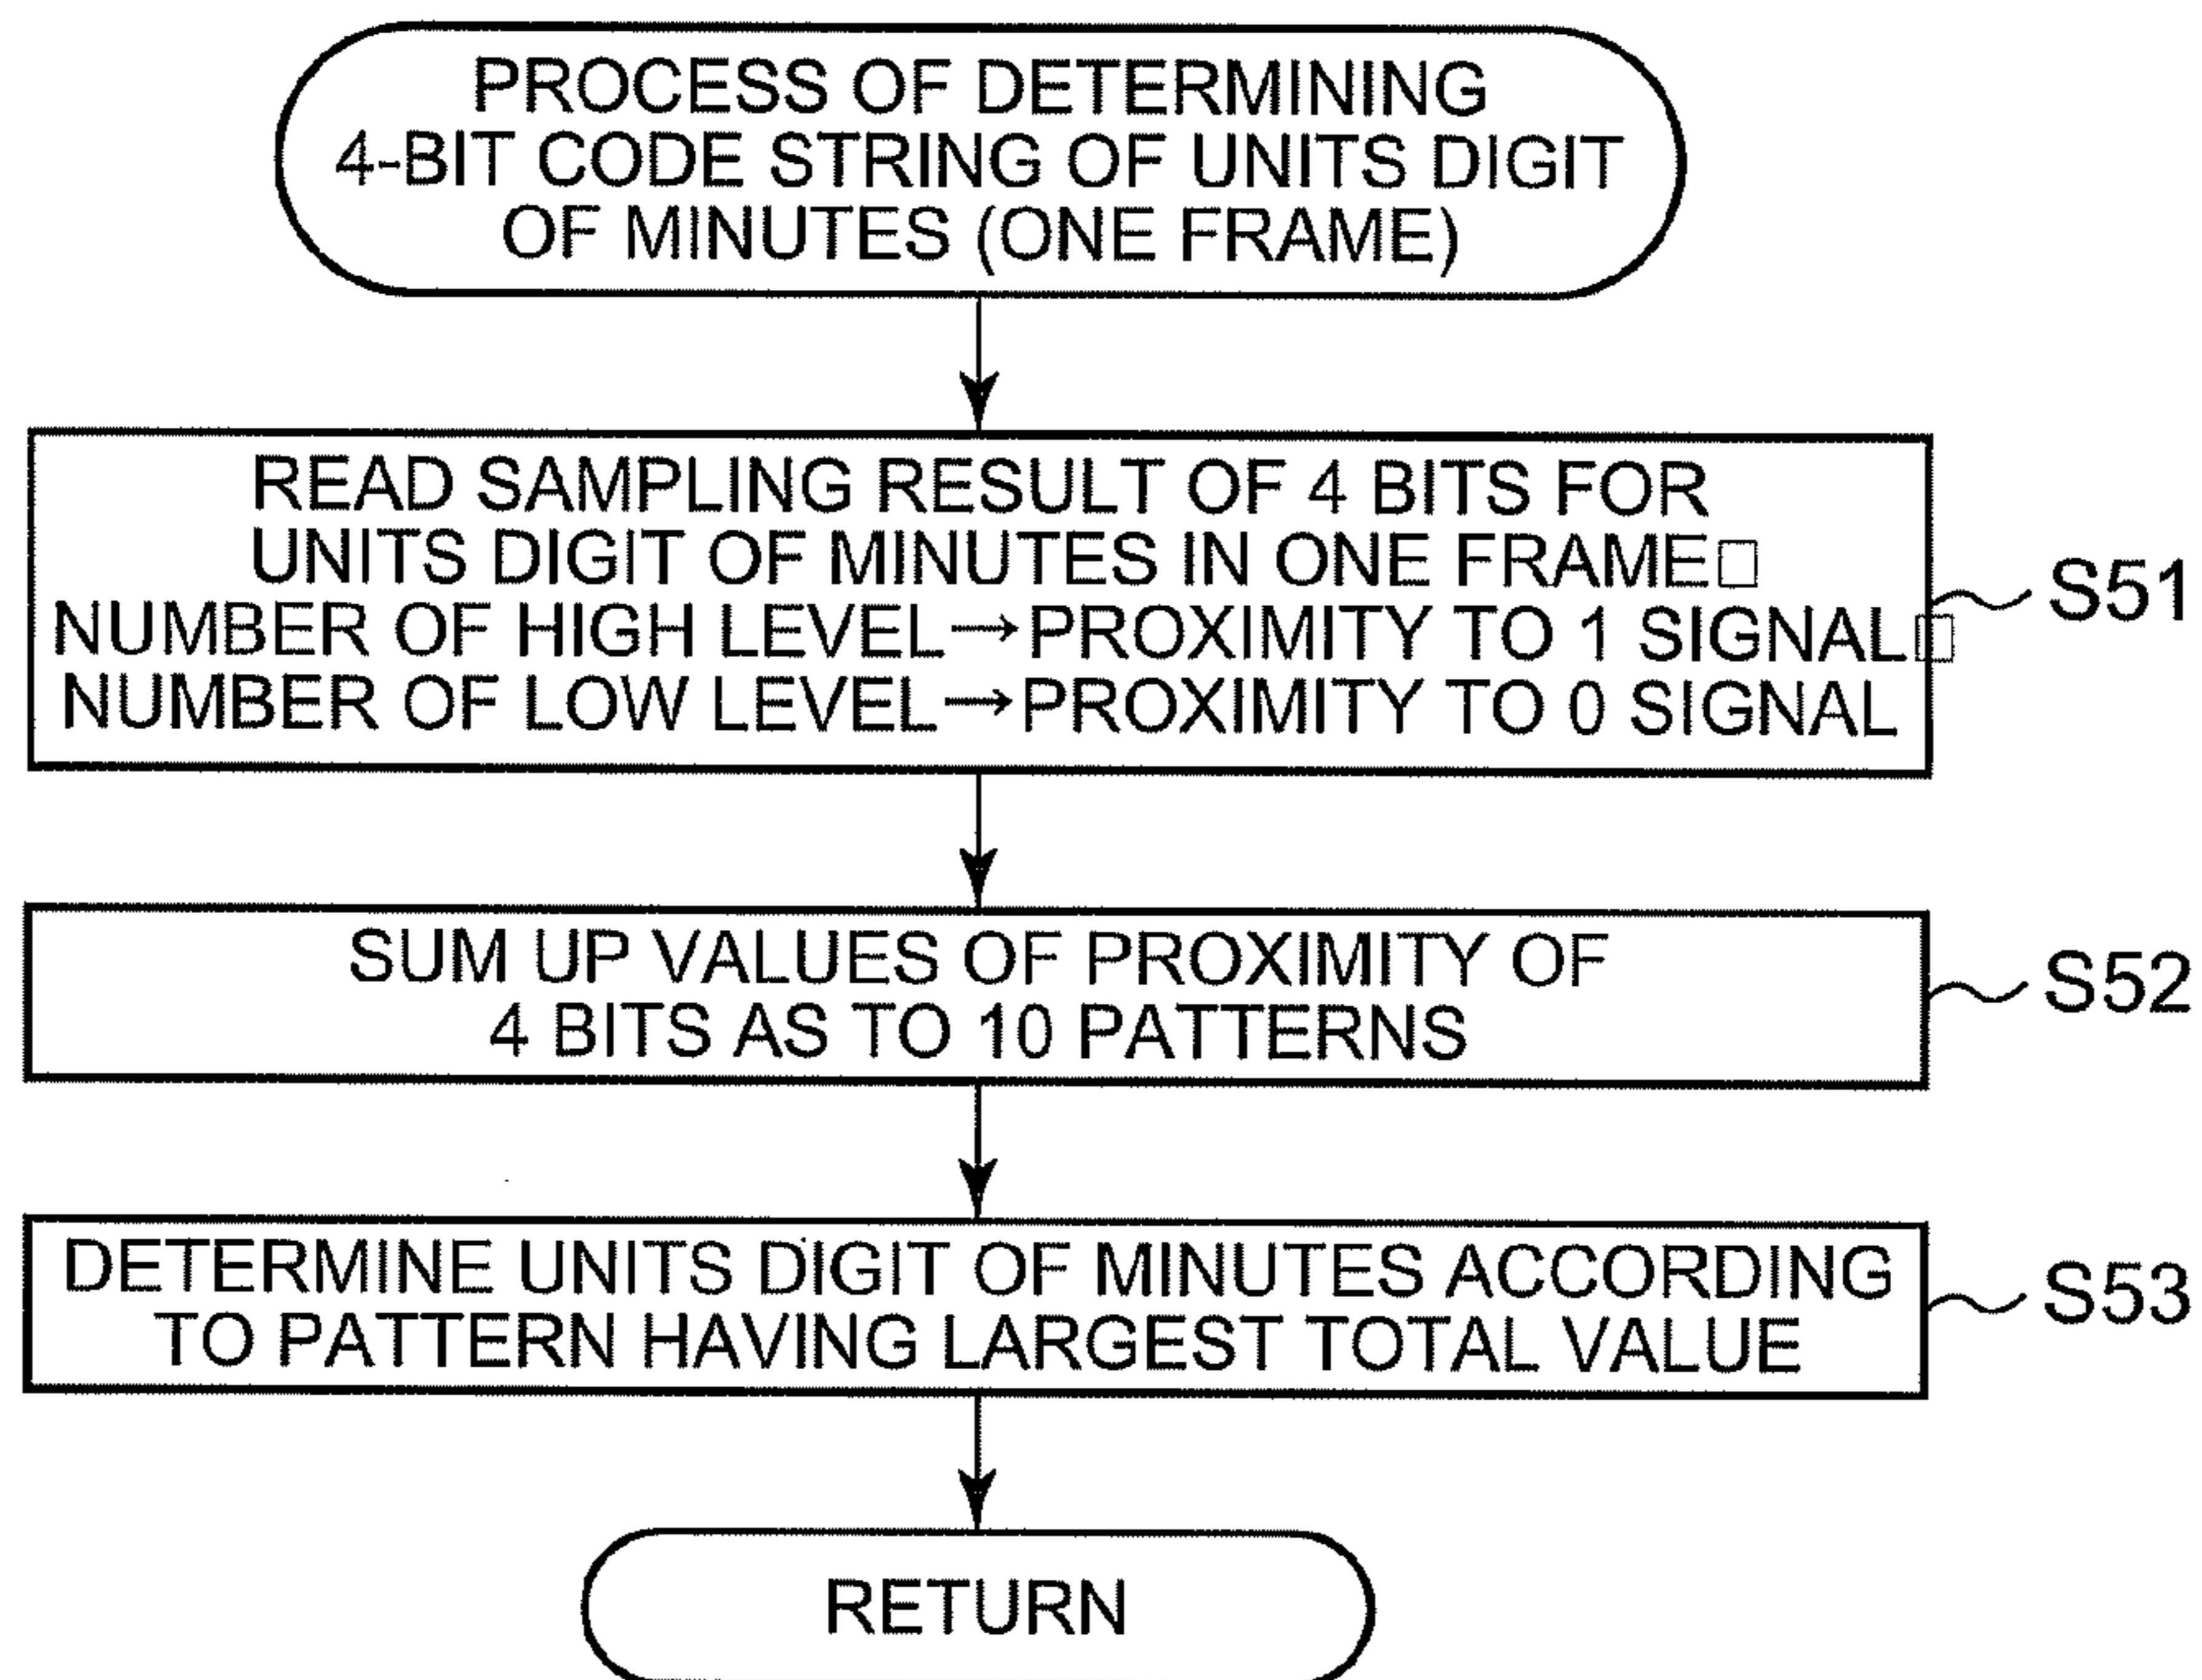 PROCESS OF DETERMINING
4-BIT CODE STRING OF UNITS DIGIT
OF MINUTES (ONE FRAME)
READ SAMPLING RESULT OF 4 BITS FOR
UNITS DIGIT OF MINUTES IN ONE FRAME□
NUMBER OF HIGH LEVEL→PROXIMITY TO 1 SIGNAL□
NUMBER OF LOW LEVEL→PROXIMITY TO 0 SIGNAL
S51
SUM UP VALUES OF PROXIMITY OF
4 BITS AS TO 10 PATTERNS
S52
DETERMINE UNITS DIGIT OF MINUTES ACCORDING
TO PATTERN HAVING LARGEST TOTAL VALUE
S53
RETURN